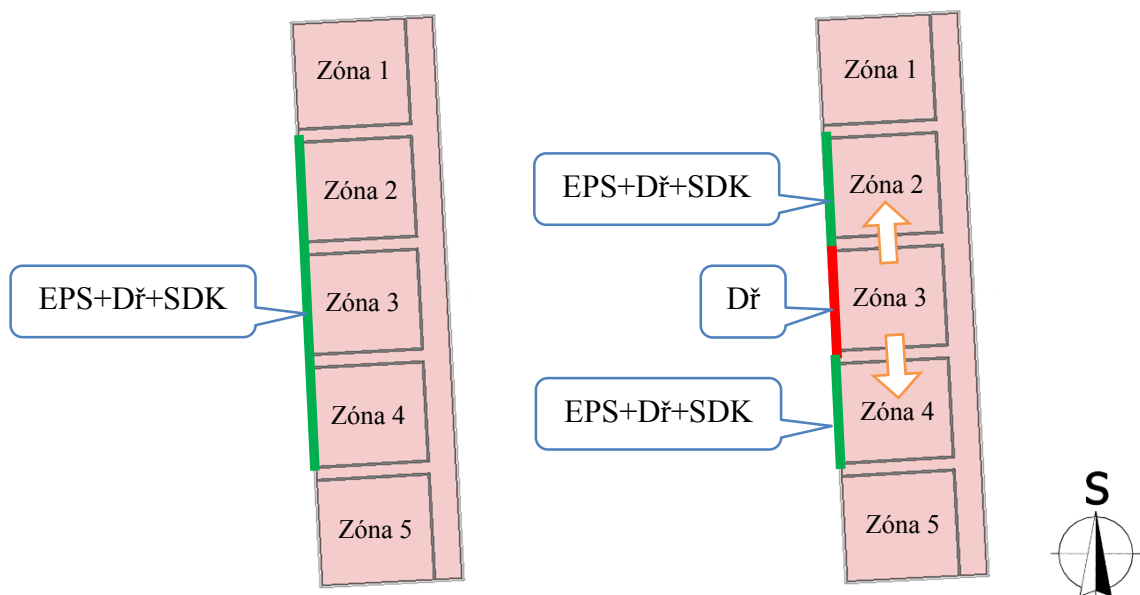 Zóna 1
Zóna 2
EPS+Dř+SDK
Zóna 3
Zóna 4
Zóna 5
Zóna 1
EPS+Dř+SDK
Zóna 2
Dř
Zóna 3
EPS+Dř+SDK
Zóna 4
Zóna 5
S